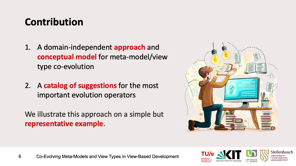 Contribution
1. A domain-independent approach and
conceptual model for meta-model/view
type co-evolution
2. A catalog of suggestions for the most
important evolution operators
We illustrate this approach on a simple but
representative example.
6 Co-Evolving Meta-Models and View Types in View-Based Development
TU/e
KIT
Stellenbosch